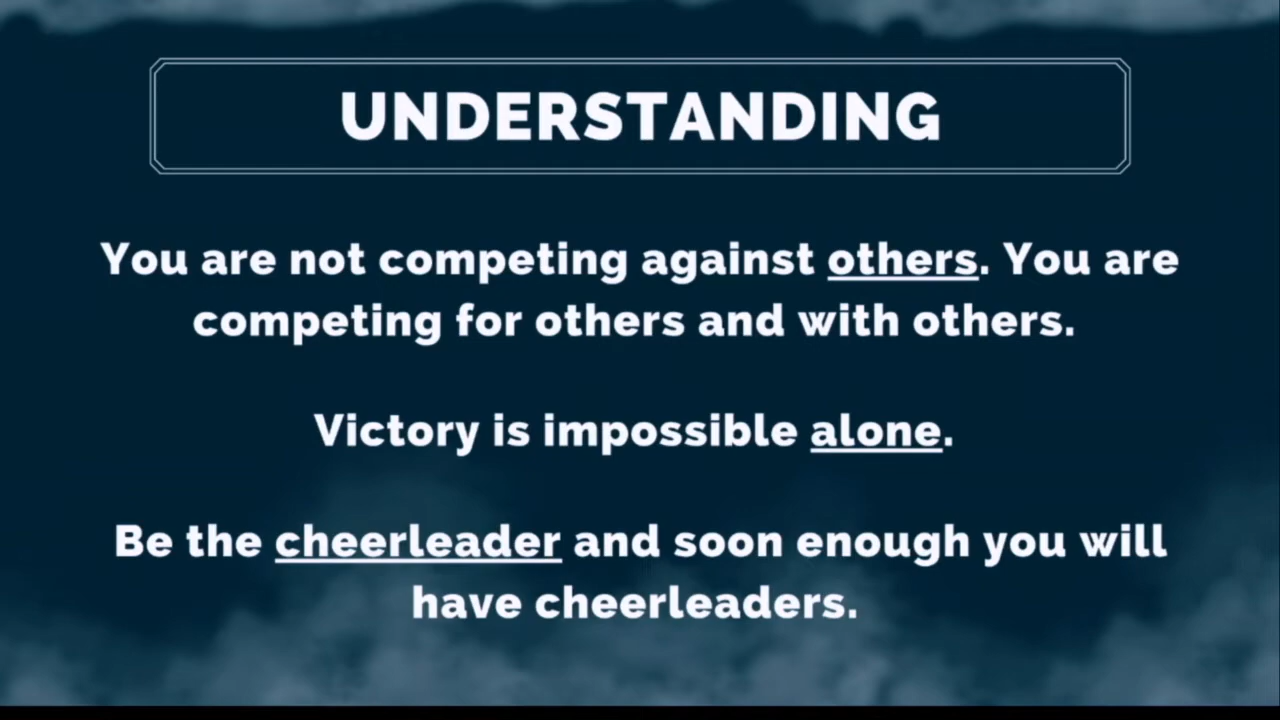 UNDERSTANDING
You are not competing against others. You are
competing for others and with others.
Victory is impossible alone.
Be the cheerleader and soon enough you will
have cheerleaders.